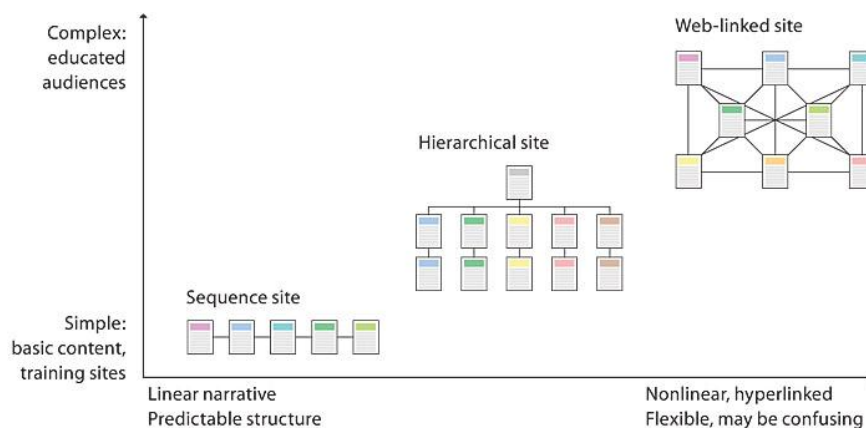 Complex:
educated
audiences
Web-linked site
Hierarchical site
Sequence site
Simple:
basic content,
training sites
Linear narrative
Predictable structure
Nonlinear, hyperlinked
Flexible, may be confusing